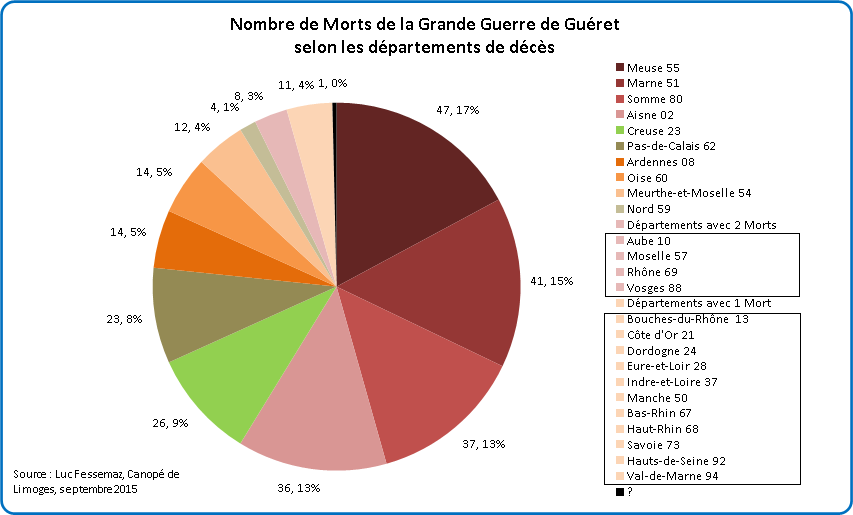 Nombre de Morts de la Grande Guerre de Guéret
selon les départements de décès
47, 17%
41, 15%
37, 13%
36, 13%
26, 9%
23, 8%
14, 5%
14, 5%
12, 4%
4, 1%
8, 3%
11, 4%
1, 0%
Meuse 55
Marne 51
Somme 80
Aisne 02
Creuse 23
Pas-de-Calais 62
Ardennes 08
Oise 60
Meurthe-et-Moselle 54
Nord 59
Départements avec 2 Morts
Aube 10
Moselle 57
Rhône 69
Vosges 88
Départements avec 1 Mort
Bouches-du-Rhône 13
Côte d'Or 21
Dordogne 24
Eure-et-Loir 28
Indre-et-Loire 37
Manche 50
Bas-Rhin 67
Haut-Rhin 68
Savoie 73
Hauts-de-Seine 92
Val-de-Marne 94
?
Source : Luc Fessemaz, Canopé de
Limoges, septembre 2015